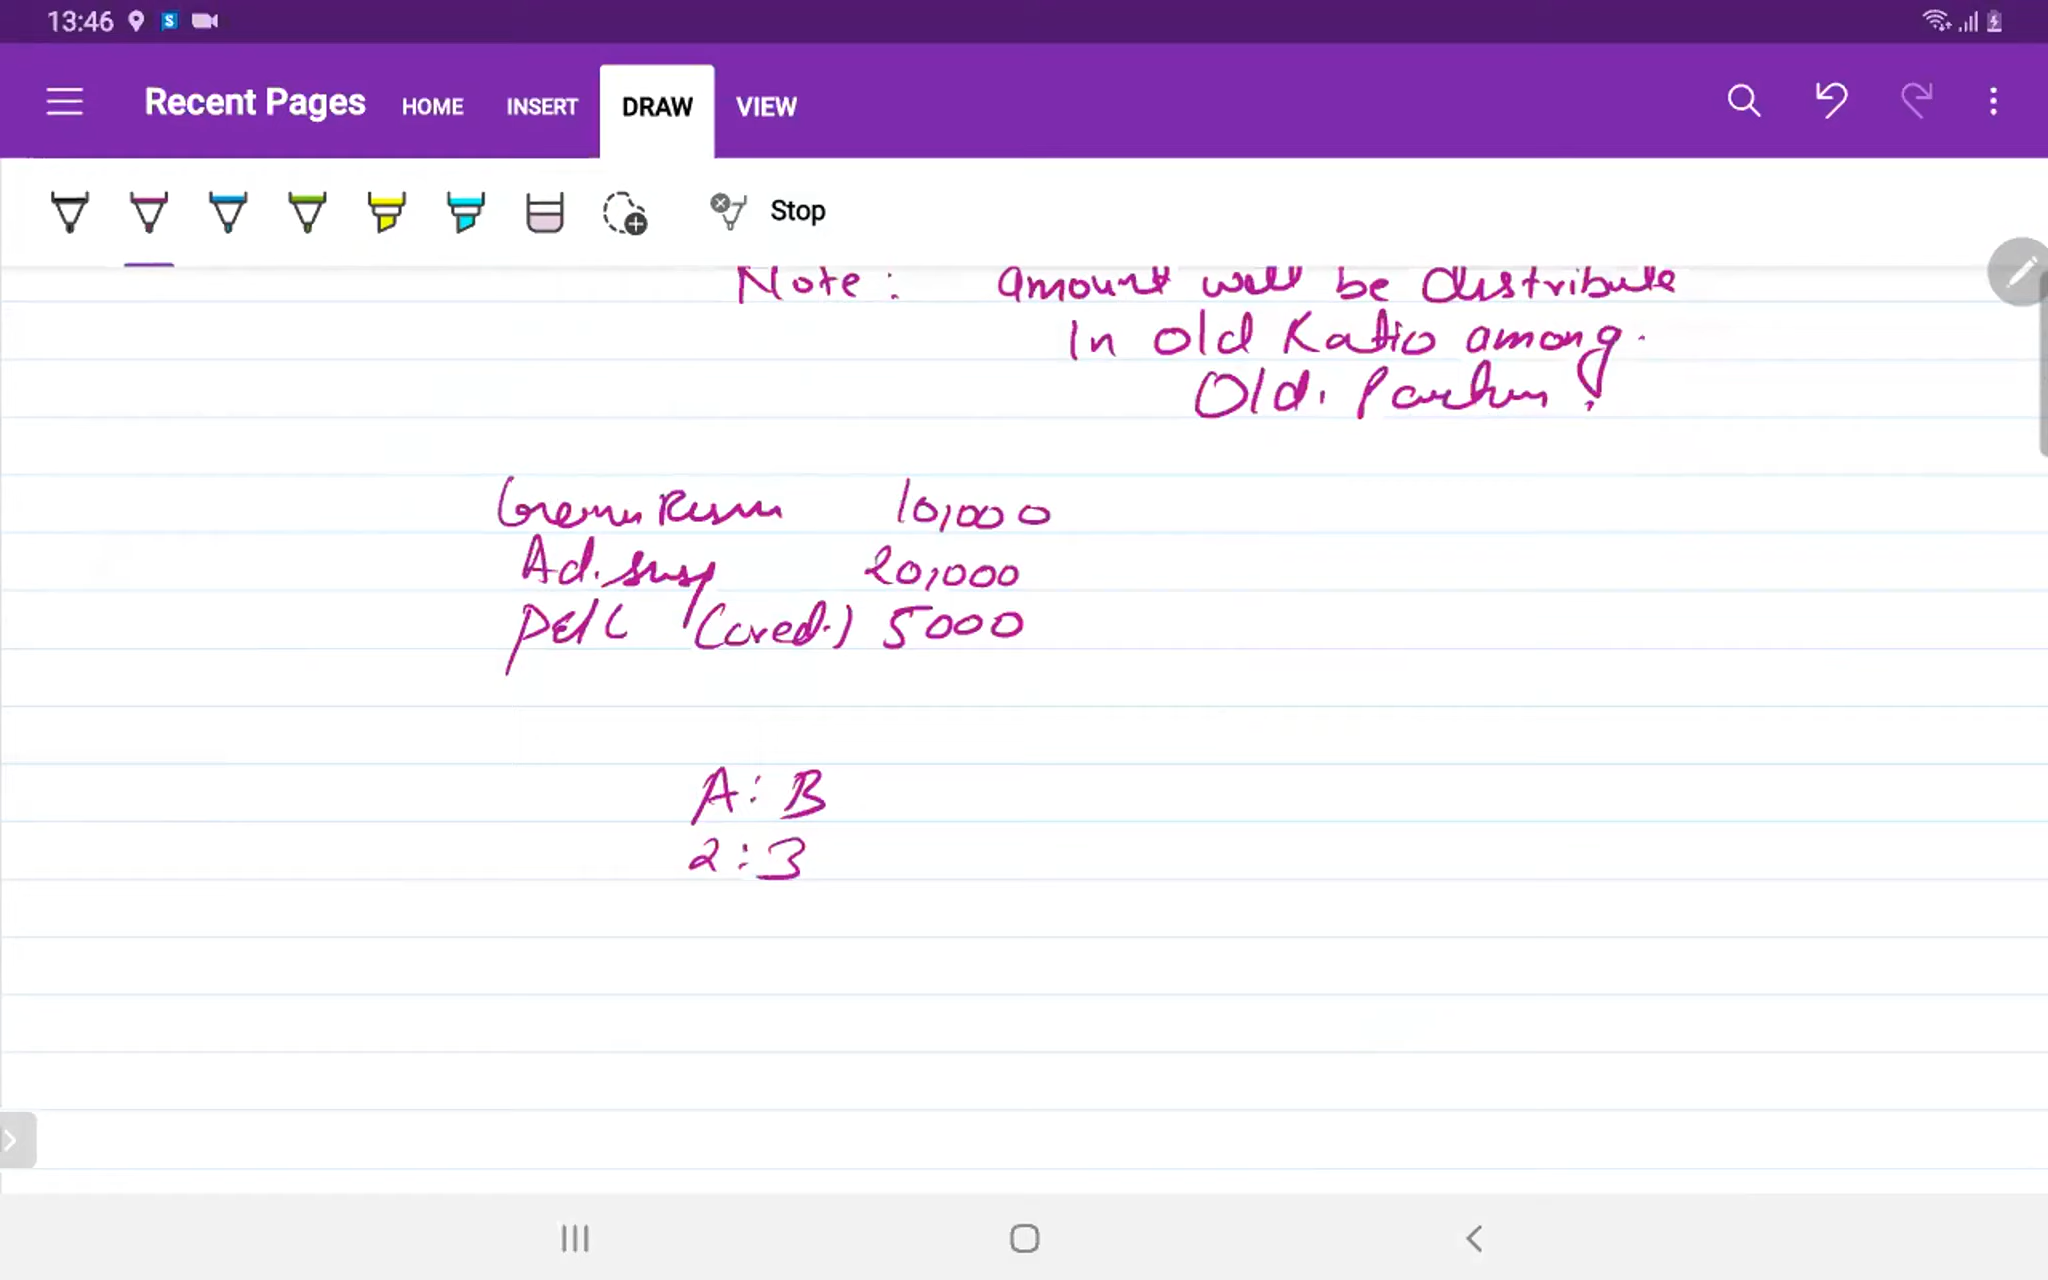 13:46
Recent Pages HOME INSERT DRAW VIEW
Stop
Note: Amount will be distribute
In old Ratio among.
Old. Partners.
General Reserve 10,000
Ad. susp 20,000
P&L (cred.) 5000
A : B
2 : 3